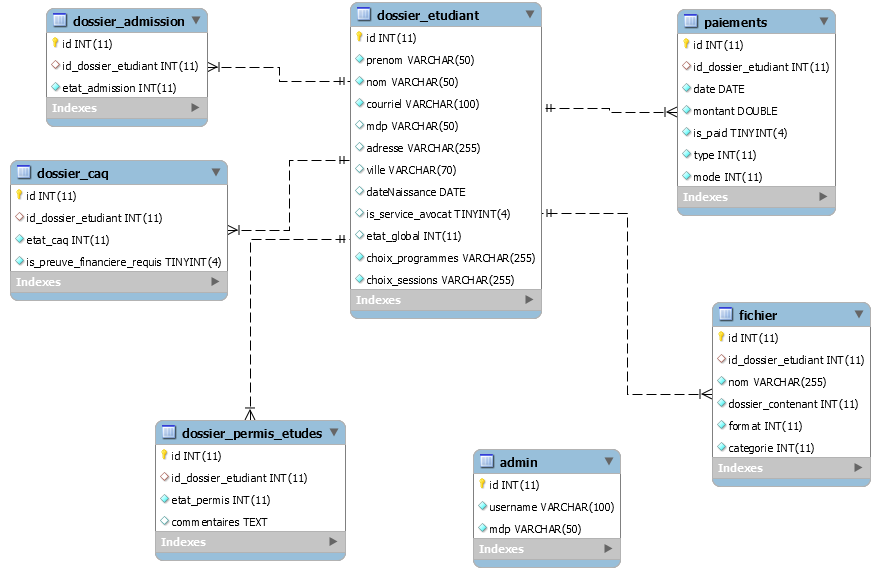 dossier_admission
id INT(11)
id_dossier_etudiant INT(11)
etat_admission INT(11)
Indexes
dossier_etudiant
id INT(11)
prenom VARCHAR(50)
nom VARCHAR(50)
courriel VARCHAR(100)
mdp VARCHAR(50)
adresse VARCHAR(255)
ville VARCHAR(70)
dateNaissance DATE
is_service_avocat TINYINT(4)
etat_global INT(11)
choix_programmes VARCHAR(255)
choix_sessions VARCHAR(255)
Indexes
paiements
id INT(11)
id_dossier_etudiant INT(11)
date DATE
montant DOUBLE
is_paid TINYINT(4)
type INT(11)
mode INT(11)
Indexes
dossier_caq
id INT(11)
id_dossier_etudiant INT(11)
etat_caq INT(11)
is_preuve_financiere_requis TINYINT(4)
Indexes
fichier
id INT(11)
id_dossier_etudiant INT(11)
nom VARCHAR(255)
dossier_contenant INT(11)
format INT(11)
categorie INT(11)
Indexes
dossier_permis_etudes
id INT(11)
id_dossier_etudiant INT(11)
etat_permis INT(11)
commentaires TEXT
Indexes
admin
id INT(11)
username VARCHAR(100)
mdp VARCHAR(50)
Indexes